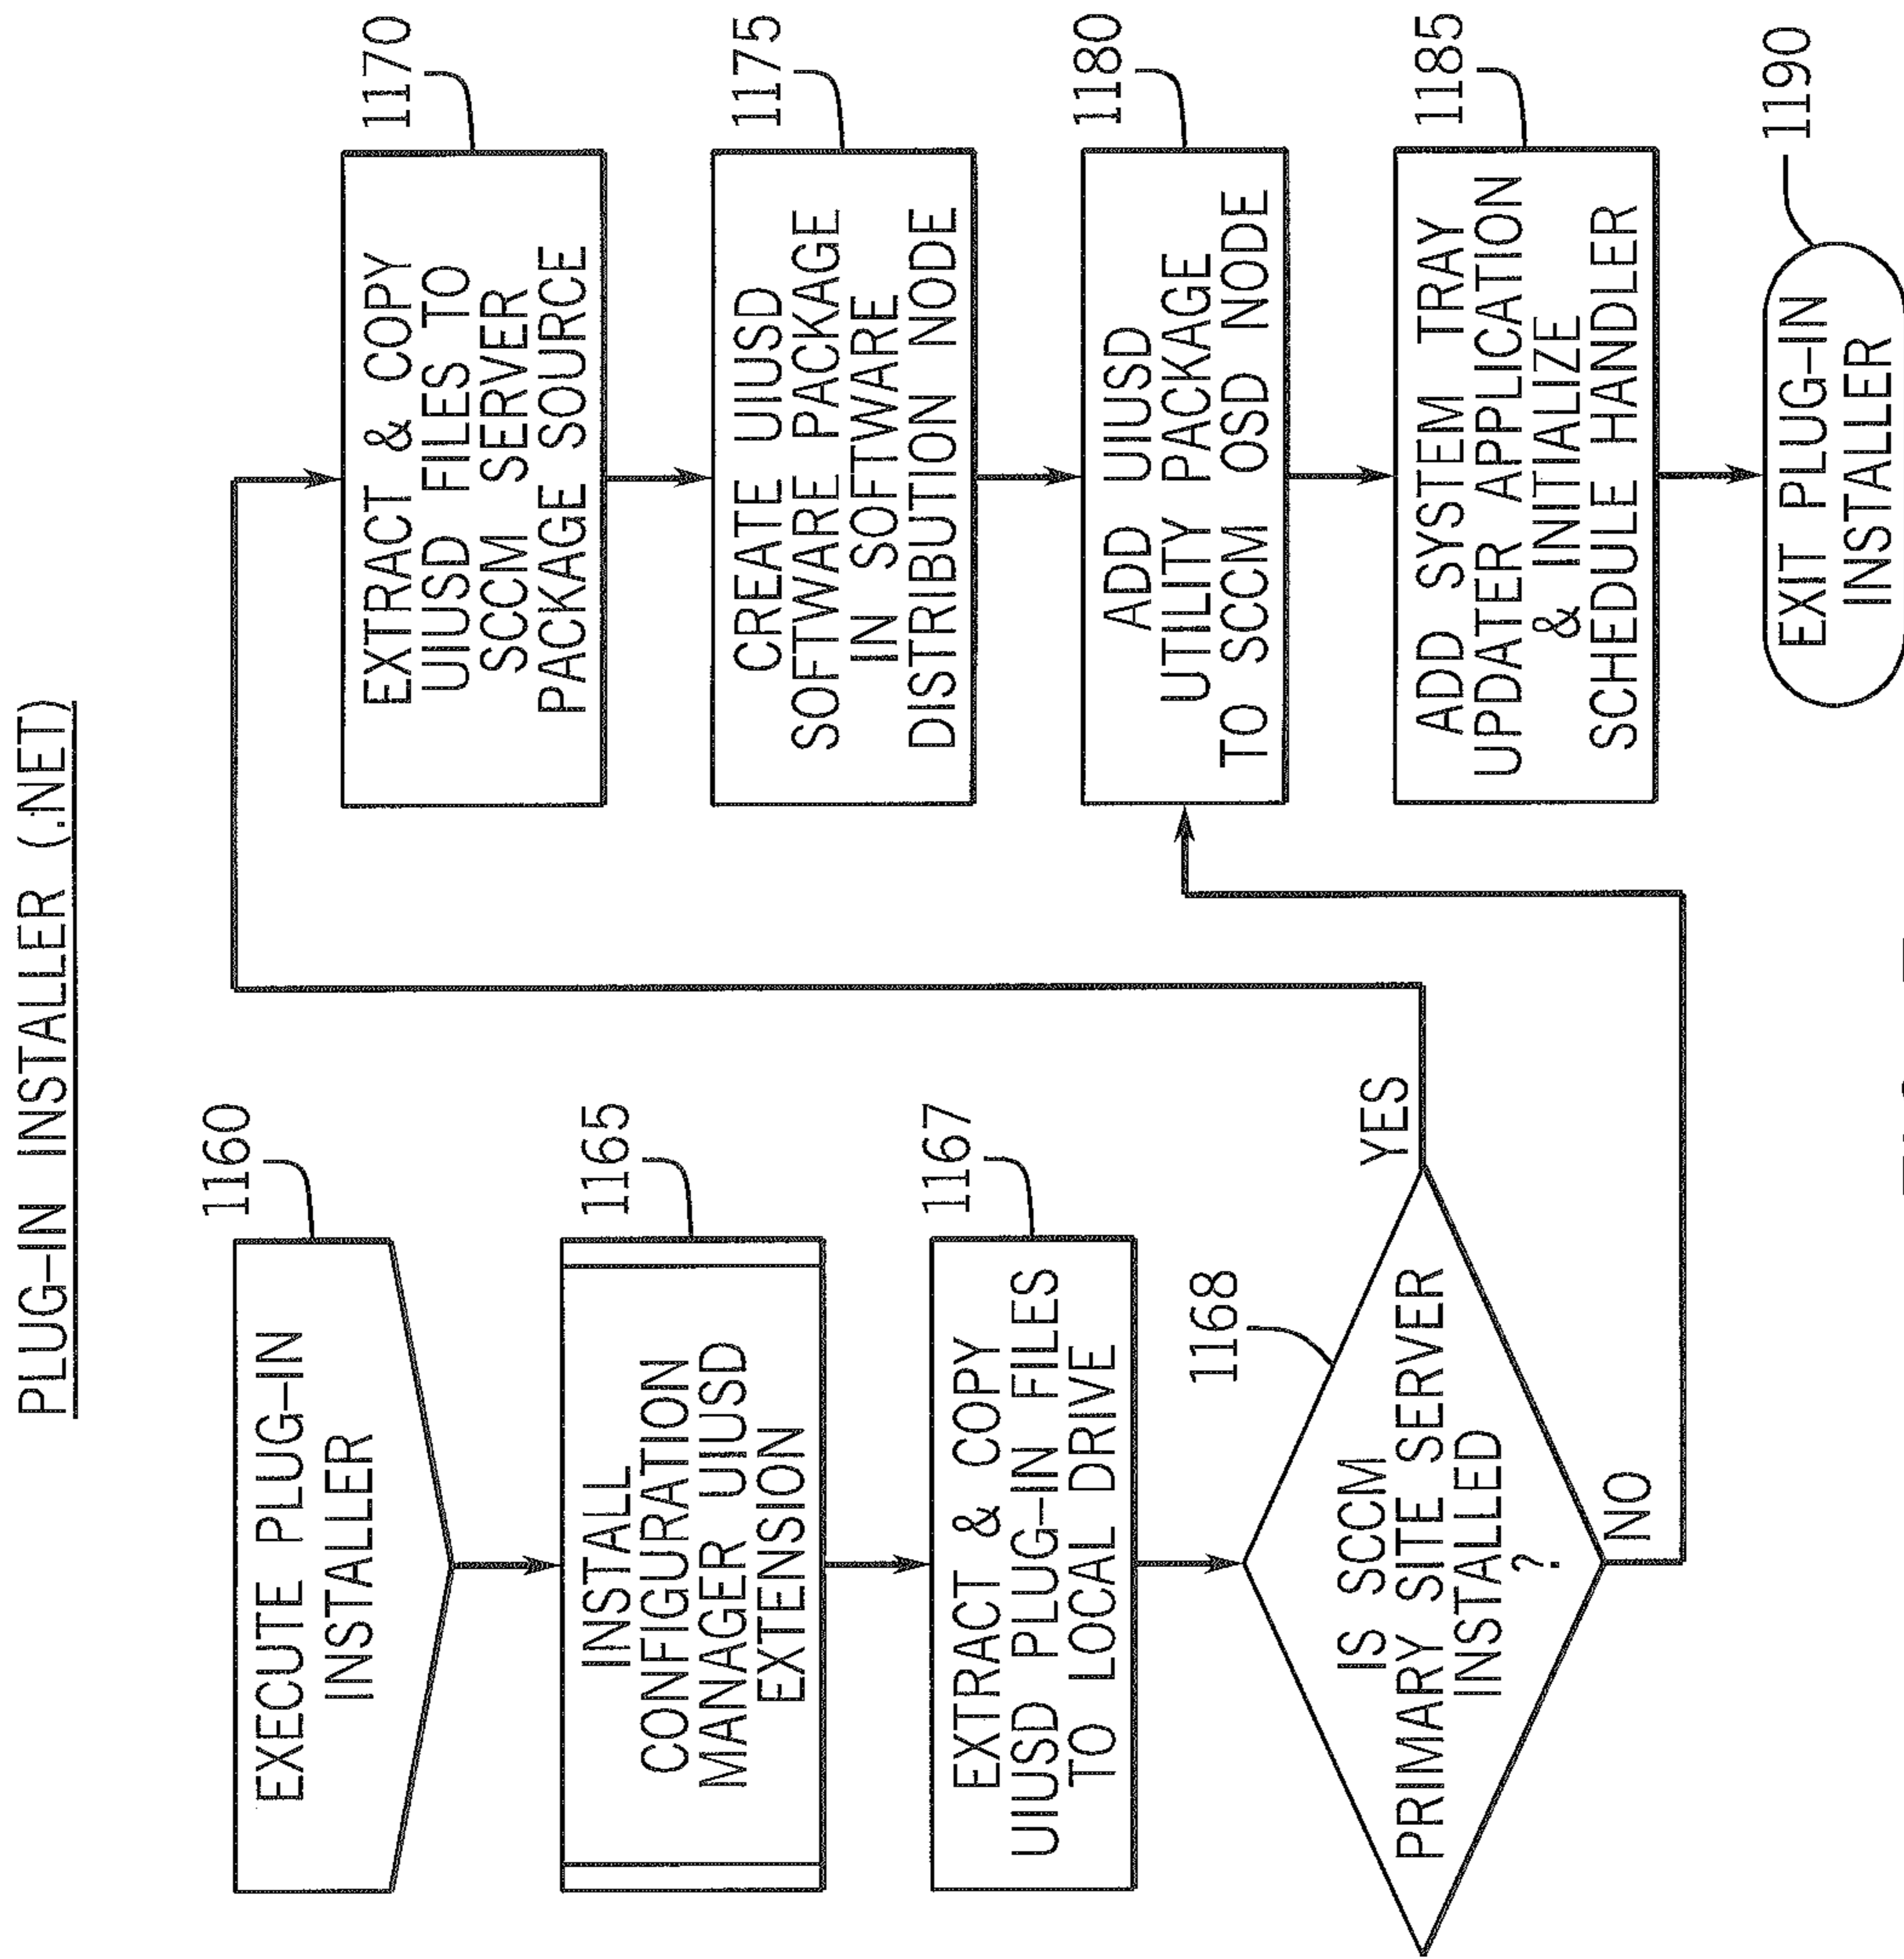 PLUG-IN INSTALLER (.NET)
1160
EXECUTE PLUG-IN
INSTALLER
1165
INSTALL
CONFIGURATION
MANAGER UIUSD
EXTENSION
1167
EXTRACT & COPY
UIUSD PLUG-IN FILES
TO LOCAL DRIVE
1168
IS SCCM
PRIMARY SITE SERVER
INSTALLED
?
YES
NO
1170
EXTRACT & COPY
UIUSD FILES TO
SCCM SERVER
PACKAGE SOURCE
1175
CREATE UIUSD
SOFTWARE PACKAGE
IN SOFTWARE
DISTRIBUTION NODE
1180
ADD UIUSD
UTILITY PACKAGE
TO SCCM OSD NODE
1185
ADD SYSTEM TRAY
UPDATER APPLICATION
& INITIALIZE
SCHEDULE HANDLER
1190
EXIT PLUG-IN
INSTALLER